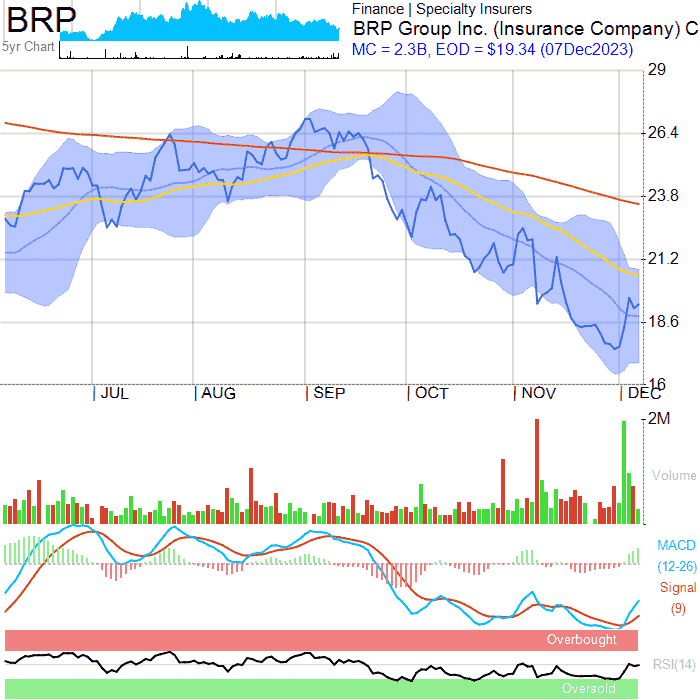 BRP
5yr Chart
Finance | Specialty Insurers
BRP Group Inc. (Insurance Company) C
MC = 2.3B, EOD = $19.34 (07Dec2023)
29
26.4
23.8
21.2
18.6
16
JUL AUG SEP OCT NOV DEC
2M
Volume
MACD
(12-26)
Signal
(9)
Overbought
RSI(14)
Oversold